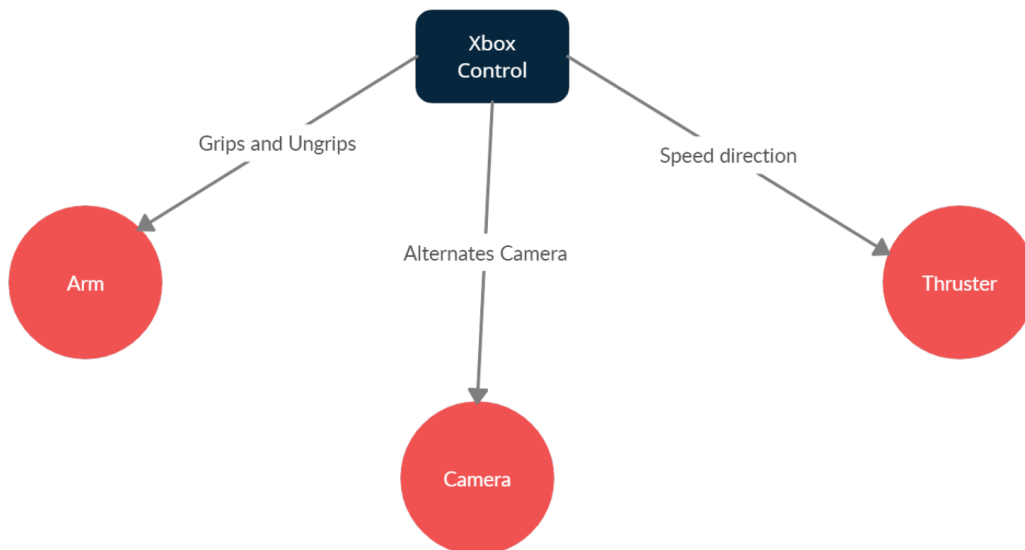 Xbox
Control
Grips and Ungrips
Speed direction
Alternates Camera
Arm
Thruster
Camera